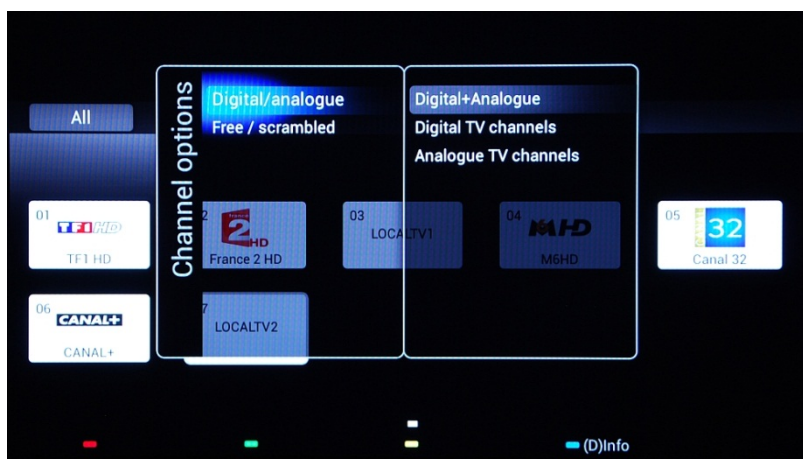 Channel options
Digital/analogue
Free / scrambled
Digital+Analogue
Digital TV channels
Analogue TV channels
All
01
TF1 HD
TF1 HD
2
France
2 HD
France 2 HD
03
LOCALTV1
04
M6HD
M6HD
05
32
Canal 32
06
CANAL+
CANAL+
7
LOCALTV2
(D)Info